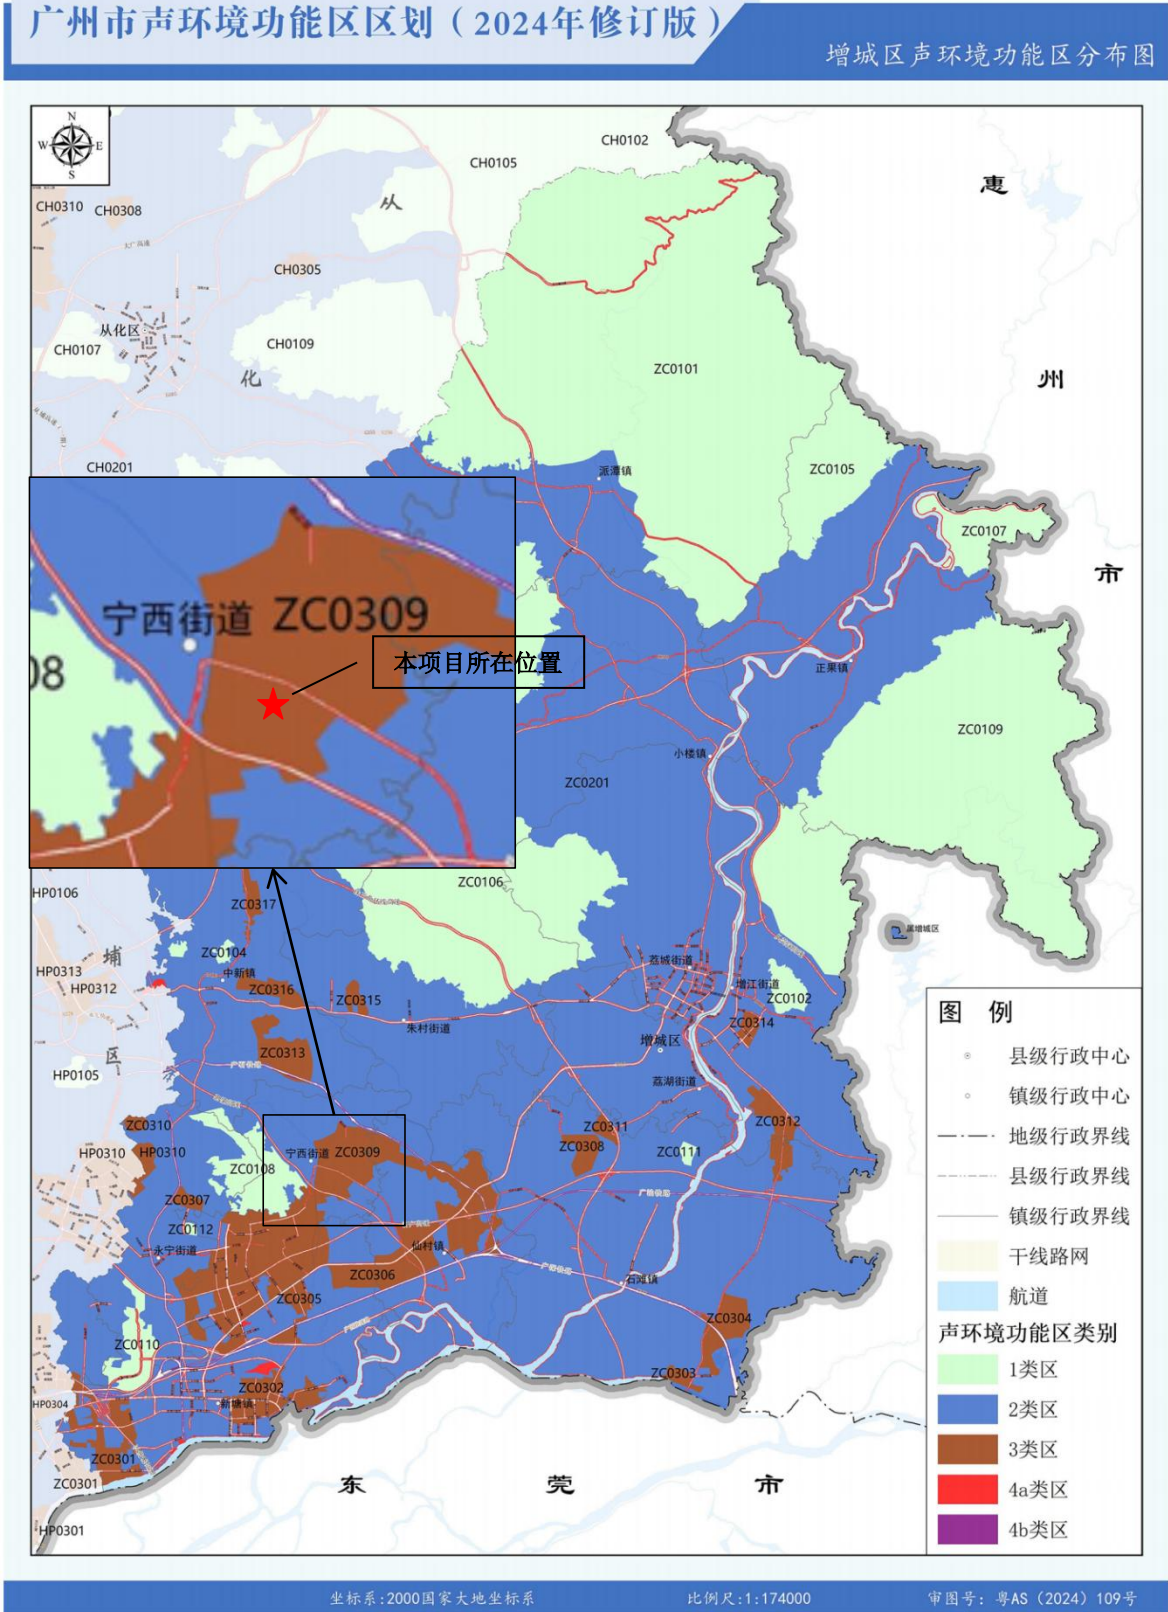 广州市声环境功能区区划（2024年修订版）
增城区声环境功能区分布图
N
W
E
S
CH0102
CH0105
惠
从
CH0310
CH0308
大广高速
CH0305
从化区
CH0107
CH0109
化
ZC0101
州
CH0201
派潭镇
ZC0105
ZC0107
市
宁西街道
ZC0309
08
本项目所在位置
正果镇
ZC0109
小楼镇
ZC0201
ZC0106
HP0106
ZC0317
属增城区
埔
ZC0104
HP0313
中新镇
荔城街道
HP0312
ZC0316
ZC0315
增江街道
ZC0102
朱村街道
ZC0314
区
ZC0313
增城区
HP0105
荔湖街道
ZC0310
ZC0312
ZC0311
HP0310
HP0310
宁西街道
ZC0309
ZC0308
ZC0111
ZC0108
ZC0307
ZC0112
永宁街道
仙村镇
ZC0306
石滩镇
ZC0305
ZC0304
ZC0110
ZC0303
ZC0302
HP0304
新塘镇
ZC0301
ZC0301
HP0301
东
莞
市
图 例
县级行政中心
镇级行政中心
地级行政界线
县级行政界线
镇级行政界线
干线路网
航道
声环境功能区类别
1类区
2类区
3类区
4a类区
4b类区
坐标系:2000国家大地坐标系
比例尺:1:174000
审图号: 粤AS（2024）109号